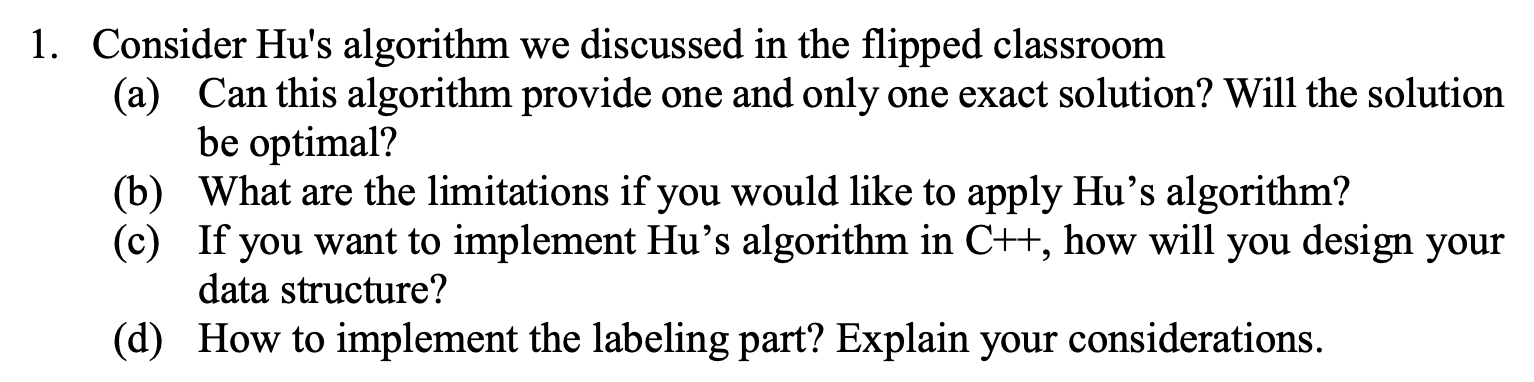 1. Consider Hu's algorithm we discussed in the flipped classroom
(a) Can this algorithm provide one and only one exact solution? Will the solution
be optimal?
(b) What are the limitations if you would like to apply Hu’s algorithm?
(c) If you want to implement Hu’s algorithm in C++, how will you design your
data structure?
(d) How to implement the labeling part? Explain your considerations.